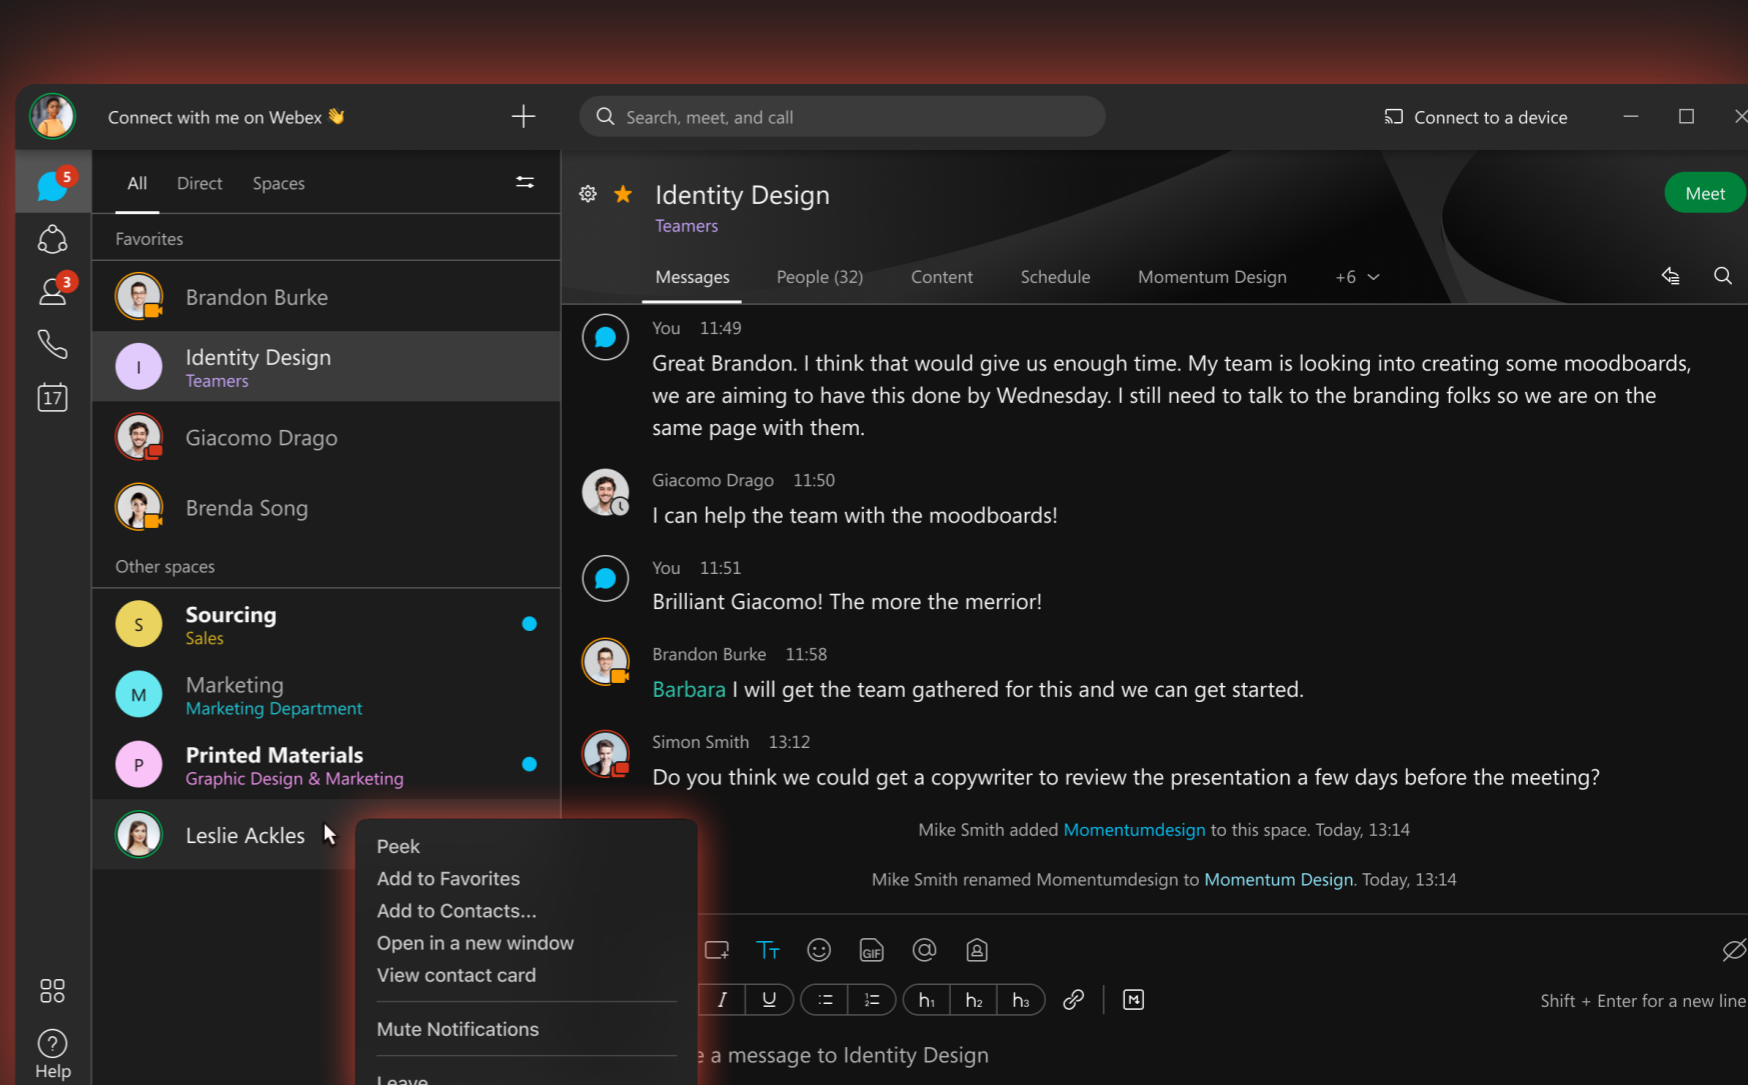 Connect with me on Webex 👋
Search, meet, and call
Connect to a device
5
3
17
Help
All Direct Spaces
Favorites
Brandon Burke
I
Identity Design
Teamers
Giacomo Drago
Brenda Song
Other spaces
S
Sourcing
Sales
M
Marketing
Marketing Department
P
Printed Materials
Graphic Design & Marketing
Leslie Ackles
Peek
Add to Favorites
Add to Contacts...
Open in a new window
View contact card
Mute Notifications
Leave
Identity Design
Teamers
Meet
Messages People (32) Content Schedule Momentum Design +6
You 11:49
Great Brandon. I think that would give us enough time. My team is looking into creating some moodboards,
we are aiming to have this done by Wednesday. I still need to talk to the branding folks so we are on the
same page with them.
Giacomo Drago 11:50
I can help the team with the moodboards!
You 11:51
Brilliant Giacomo! The more the merrior!
Brandon Burke 11:58
Barbara I will get the team gathered for this and we can get started.
Simon Smith 13:12
Do you think we could get a copywriter to review the presentation a few days before the meeting?
Mike Smith added Momentumdesign to this space. Today, 13:14
Mike Smith renamed Momentumdesign to Momentum Design. Today, 13:14
Tт GIF @
I U h1 h2 h3 M
Shift + Enter for a new line
e a message to Identity Design